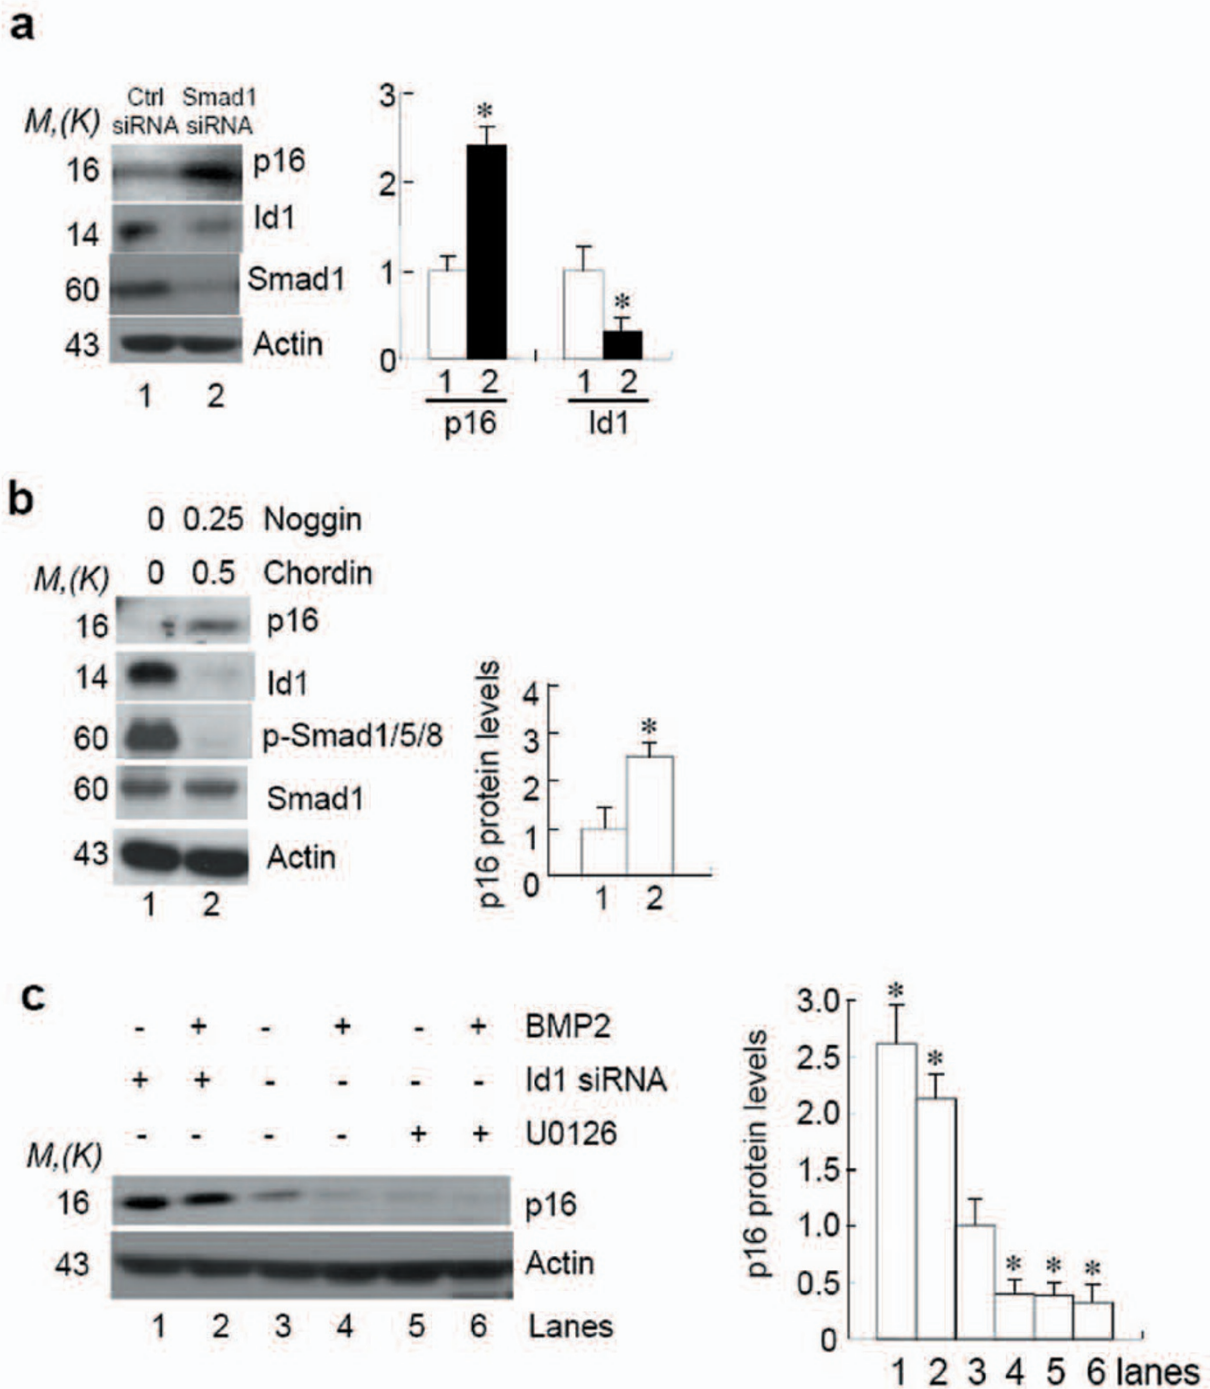 a
Ctrl Smad1
M,(K) siRNA siRNA
16 p16
14 Id1
60 Smad1
43 Actin
1 2
3
2
1
0
* *
1 2 1 2
p16 Id1
b
0 0.25 Noggin
M,(K) 0 0.5 Chordin
16 p16
14 Id1
60 p-Smad1/5/8
60 Smad1
43 Actin
1 2
p16 protein levels
4
3
2
1
0
*
1 2
c
- + - + - + BMP2
+ + - - - - Id1 siRNA
- - - - + + U0126
M,(K)
16 p16
43 Actin
1 2 3 4 5 6 Lanes
p16 protein levels
3.0
2.5
2.0
1.5
1.0
0.5
0
* * * * *
1 2 3 4 5 6 lanes